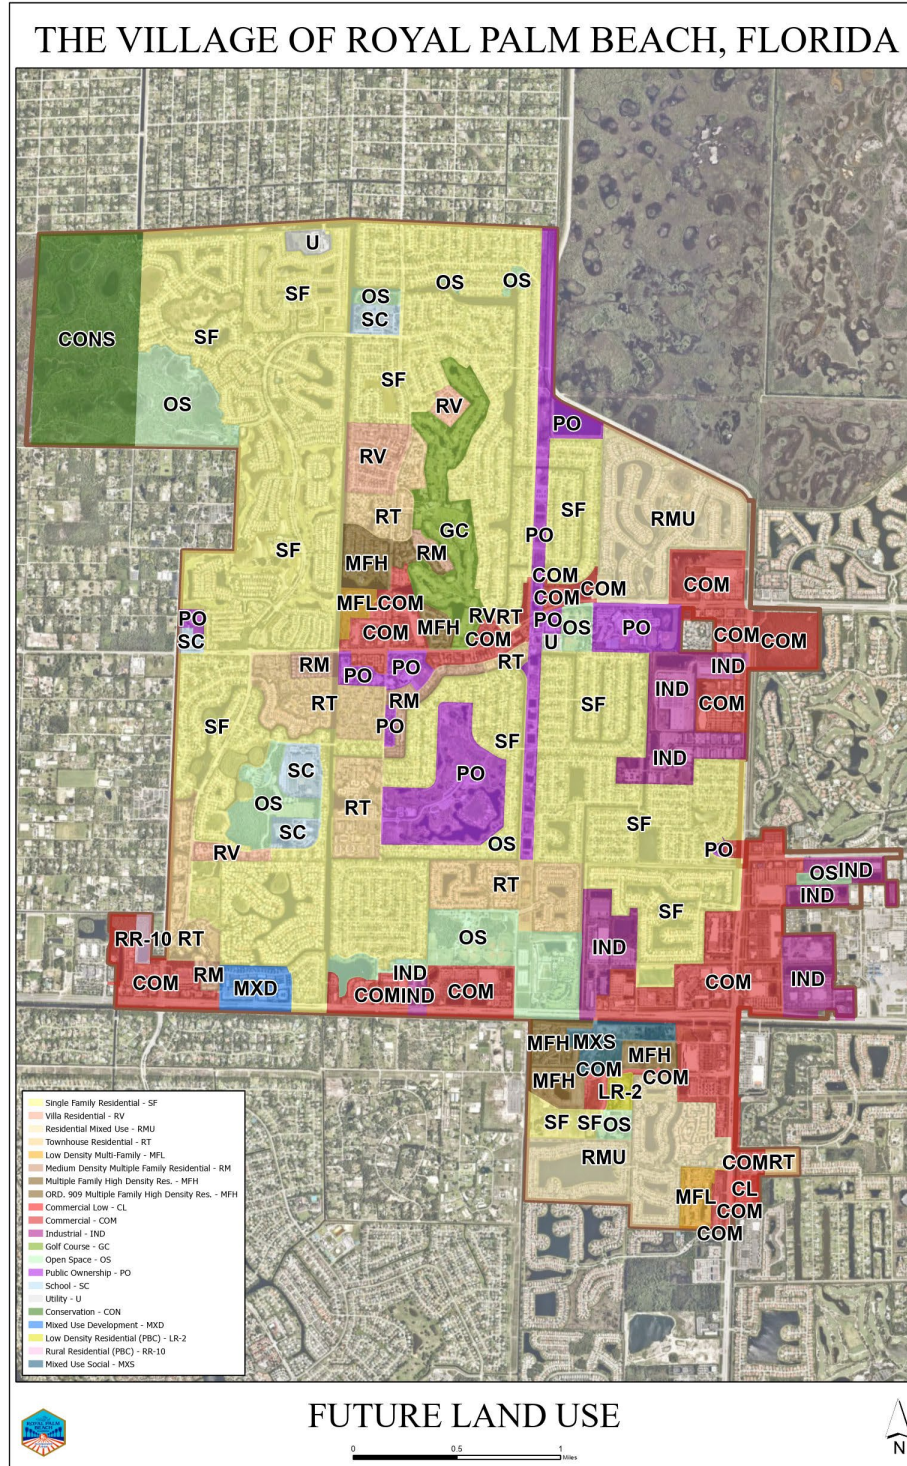 THE VILLAGE OF ROYAL PALM BEACH, FLORIDA
U
OS OS
SF OS
SC
CONS SF
SF
OS RV
PO
RV
RT SF
RMU
GC
PO
SF MFH RM
COM
COM COM
MFL COM COM
PO RV RT
COM MFH PO OS PO
SC COM U COM COM
RM PO RT IND
PO IND
RM COM
RT SF
SF PO
SF
IND
SC PO
OS RT
SC SF
OS PO
RV
OS IND
RT IND
SF
RR-10 RT OS IND
RM IND COM IND
COM MXD COM IND COM
MFH MXS
MFH
COM
MFH COM
LR-2
SF SF OS
RMU
COM RT
MFL CL
COM
COM
Single Family Residential - SF
Villa Residential - RV
Residential Mixed Use - RMU
Townhouse Residential - RT
Low Density Multi-Family - MFL
Medium Density Multiple Family Residential - RM
Multiple Family High Density Res. - MFH
ORD. 909 Multiple Family High Density Res. - MFH
Commercial Low - CL
Commercial - COM
Industrial - IND
Golf Course - GC
Open Space - OS
Public Ownership - PO
School - SC
Utility - U
Conservation - CON
Mixed Use Development - MXD
Low Density Residential (PBC) - LR-2
Rural Residential (PBC) - RR-10
Mixed Use Social - MXS
ROYAL PALM
BEACH
FUTURE LAND USE
0 0.5 1
Miles
N